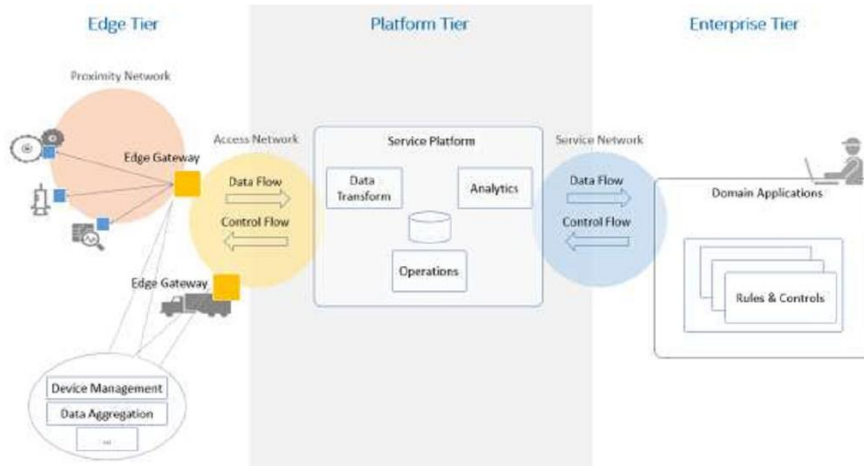 Edge Tier
Platform Tier
Enterprise Tier
Proximity Network
Access Network
Service Network
Edge Gateway
Data Flow
Control Flow
Edge Gateway
Device Management
Data Aggregation
...
Service Platform
Data
Transform
Analytics
Operations
Data Flow
Control Flow
Domain Applications
Rules & Controls